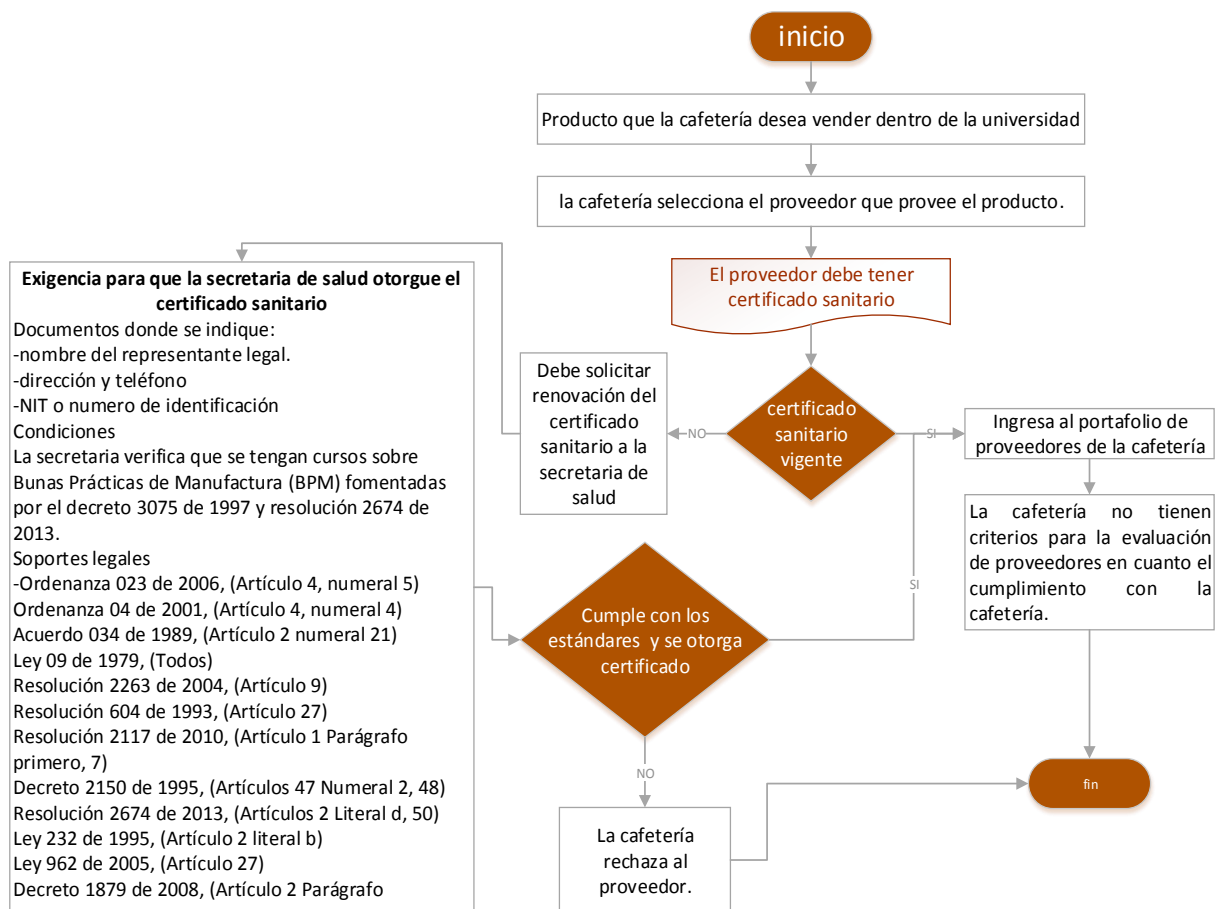 inicio
Producto que la cafetería desea vender dentro de la universidad
la cafetería selecciona el proveedor que provee el producto.
El proveedor debe tener
certificado sanitario
certificado
sanitario
vigente
NO
SI
Debe solicitar
renovación del
certificado
sanitario a la
secretaria de
salud
Ingresa al portafolio de
proveedores de la cafetería
La cafetería no tienen
criterios para la evaluación
de proveedores en cuanto el
cumplimiento con la
cafetería.
Exigencia para que la secretaria de salud otorgue el
certificado sanitario
Documentos donde se indique:
-nombre del representante legal.
-dirección y teléfono
-NIT o numero de identificación
Condiciones
La secretaria verifica que se tengan cursos sobre
Bunas Prácticas de Manufactura (BPM) fomentadas
por el decreto 3075 de 1997 y resolución 2674 de
2013.
Soportes legales
-Ordenanza 023 de 2006, (Artículo 4, numeral 5)
Ordenanza 04 de 2001, (Artículo 4, numeral 4)
Acuerdo 034 de 1989, (Artículo 2 numeral 21)
Ley 09 de 1979, (Todos)
Resolución 2263 de 2004, (Artículo 9)
Resolución 604 de 1993, (Artículo 27)
Resolución 2117 de 2010, (Artículo 1 Parágrafo
primero, 7)
Decreto 2150 de 1995, (Artículos 47 Numeral 2, 48)
Resolución 2674 de 2013, (Artículos 2 Literal d, 50)
Ley 232 de 1995, (Artículo 2 literal b)
Ley 962 de 2005, (Artículo 27)
Decreto 1879 de 2008, (Artículo 2 Parágrafo
Cumple con los
estándares y se otorga
certificado
SI
NO
La cafetería
rechaza al
proveedor.
fin